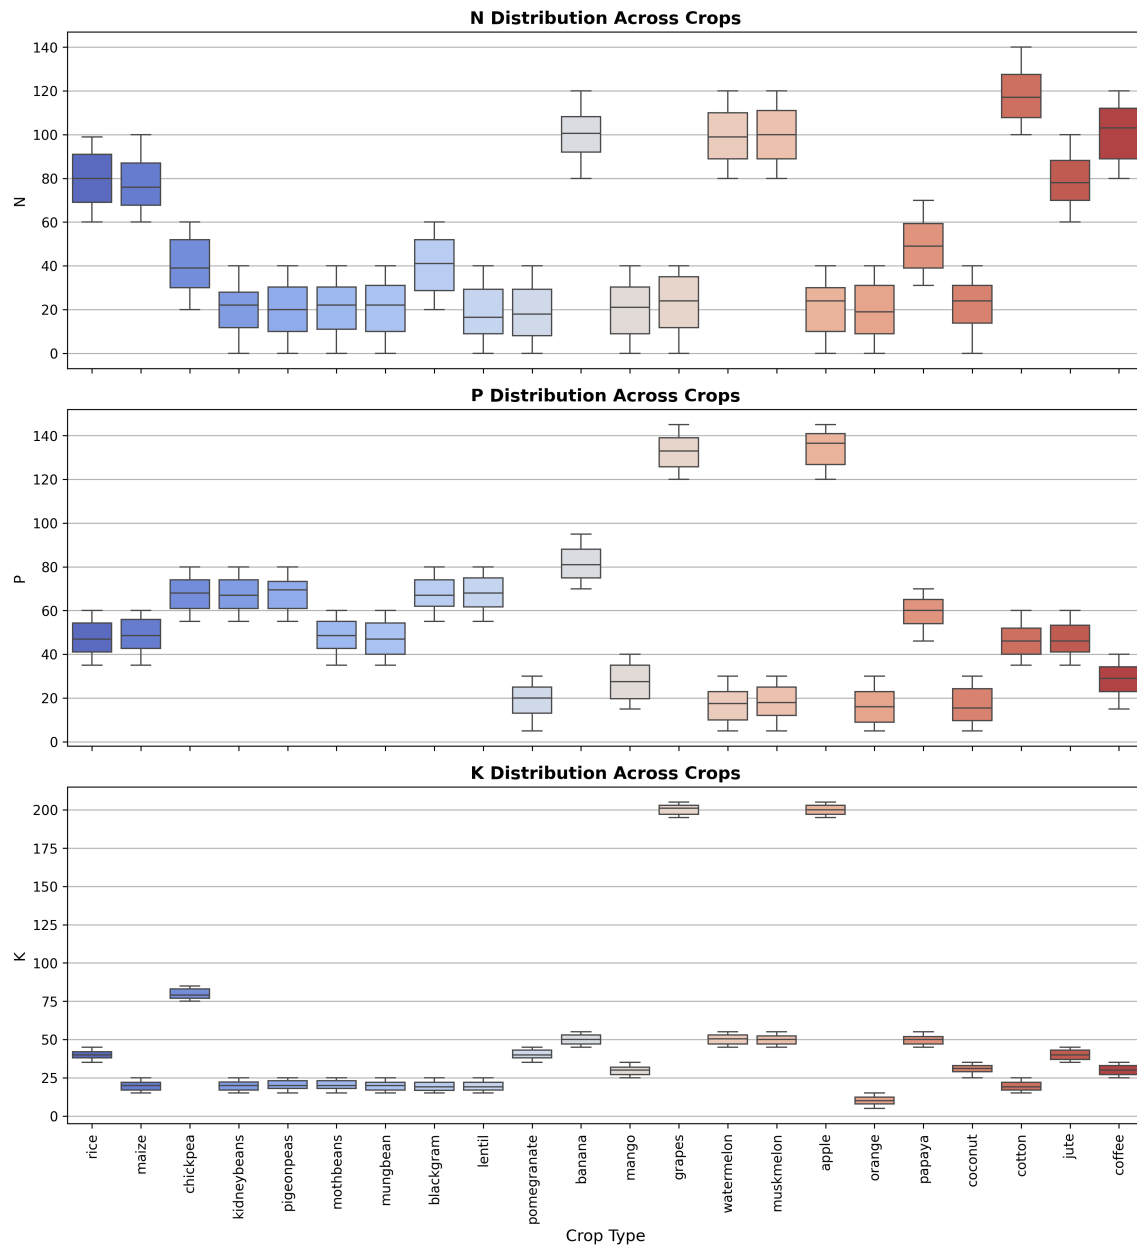 N Distribution Across Crops
140
120
100
80
60
40
20
0
N
P Distribution Across Crops
140
120
100
80
60
40
20
0
P
K Distribution Across Crops
200
175
150
125
100
75
50
25
0
K
rice
maize
chickpea
kidneybeans
pigeonpeas
mothbeans
mungbean
blackgram
lentil
pomegranate
banana
mango
grapes
watermelon
muskmelon
apple
orange
papaya
coconut
cotton
jute
coffee
Crop Type